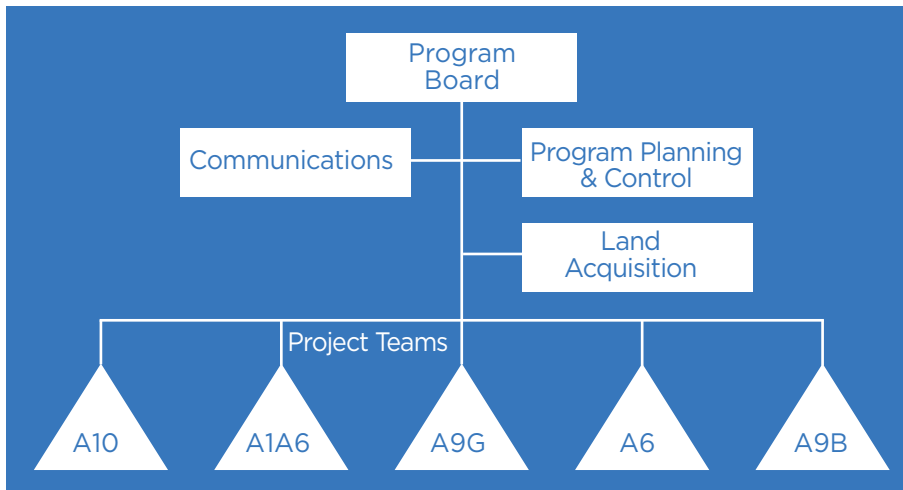 Program
Board
Communications
Program Planning
& Control
Land
Acquisition
Project Teams
A10
A1A6
A9G
A6
A9B